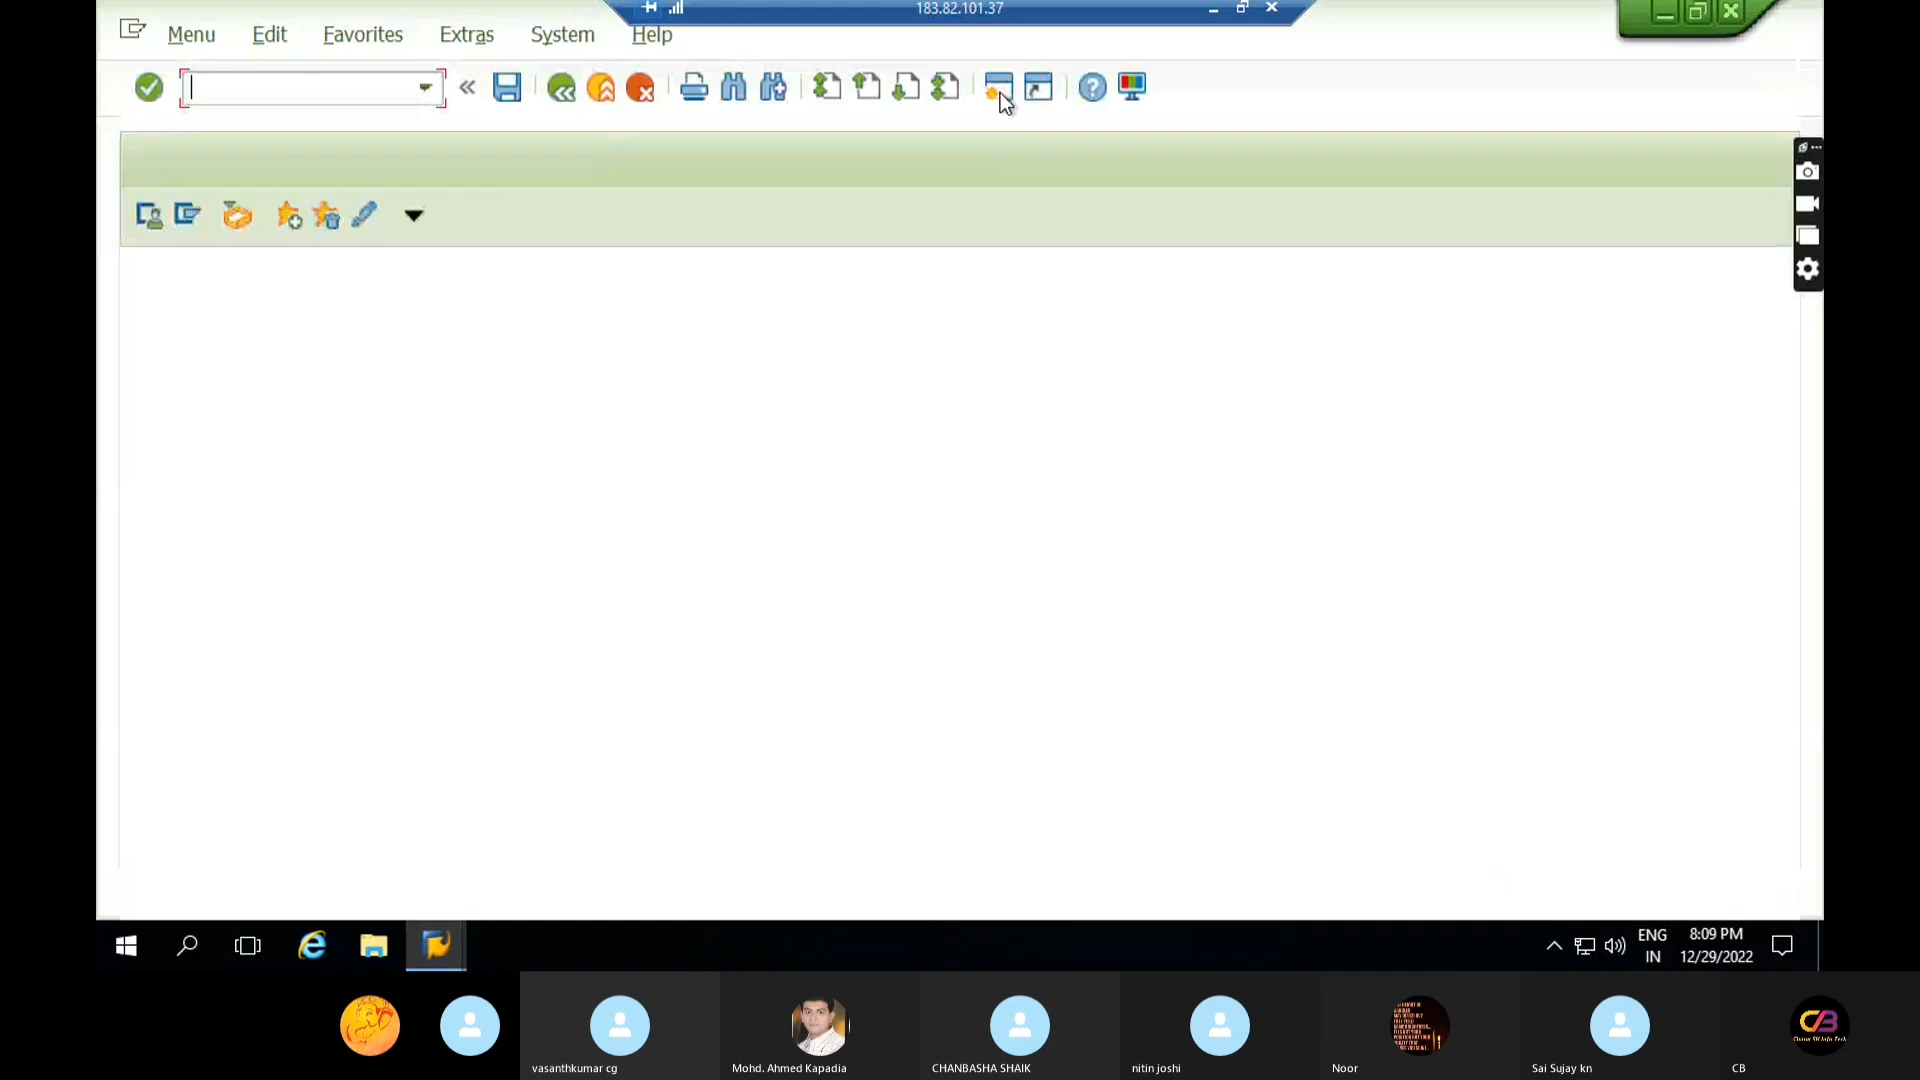 183.82.101.37
Menu Edit Favorites Extras System Help
ENG
IN
8:09 PM
12/29/2022
vasanthkumar cg
Mohd. Ahmed Kapadia
CHANBASHA SHAIK
nitin joshi
Noor
Sai Sujay kn
CB